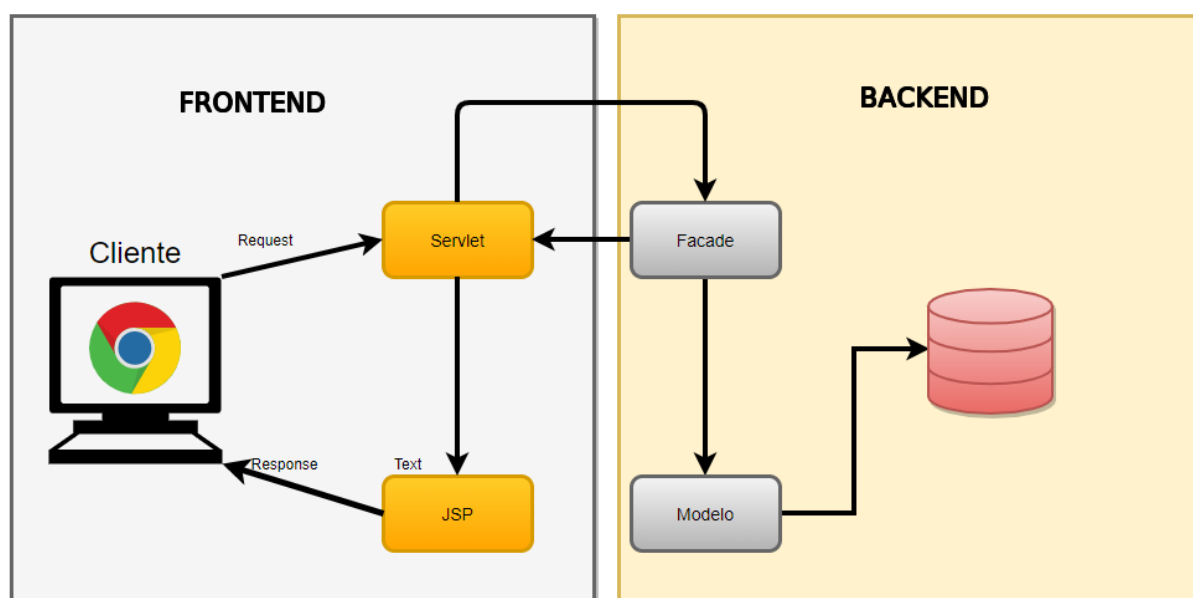 FRONTEND
BACKEND
Cliente
Request
Servlet
Facade
Response
Text
JSP
Modelo